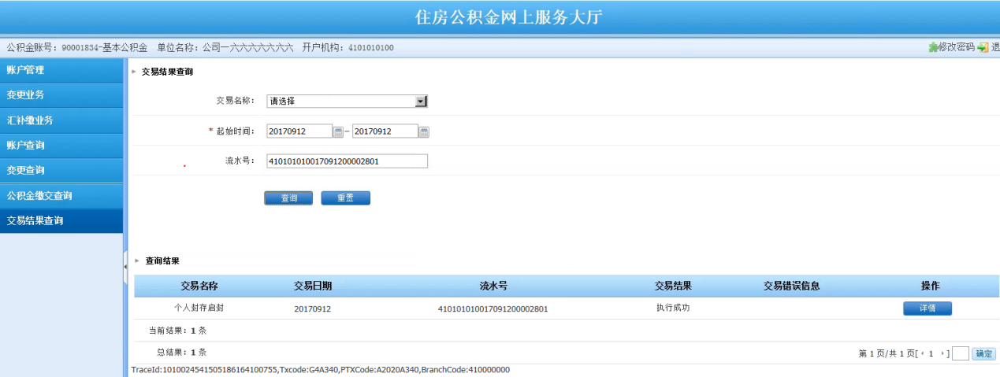 住房公积金网上服务大厅
公积金账号：90001834-基本公积金 单位名称：公司一六六六六六六六 开户机构：4101010100 修改密码 退
账户管理
变更业务
汇补缴业务
账户查询
变更查询
公积金缴交查询
交易结果查询
交易结果查询
交易名称： 请选择
* 起始时间： 20170912 – 20170912
流水号： 410101010017091200002801
查询 重置
查询结果
交易名称 交易日期 流水号 交易结果 交易错误信息 操作
个人封存启封 20170912 410101010017091200002801 执行成功 详情
当前结果：1 条
总结果：1 条 第 1 页/共 1 页[ 1 ] 确定
TraceId:1010024541505186164100755,Txcode:G4A340,PTXCode:A2020A340,BranchCode:410000000